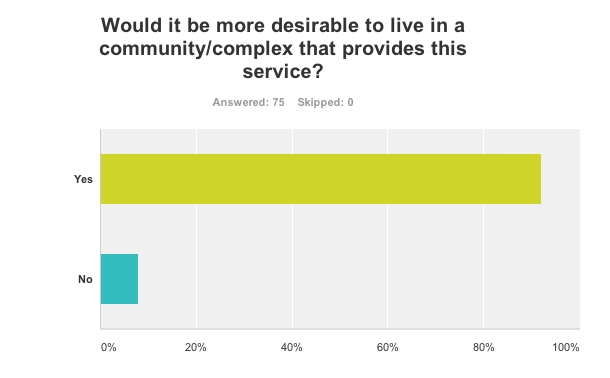 Would it be more desirable to live in a
community/complex that provides this
service?
Answered: 75 Skipped: 0
Yes
No
0% 20% 40% 60% 80% 100%